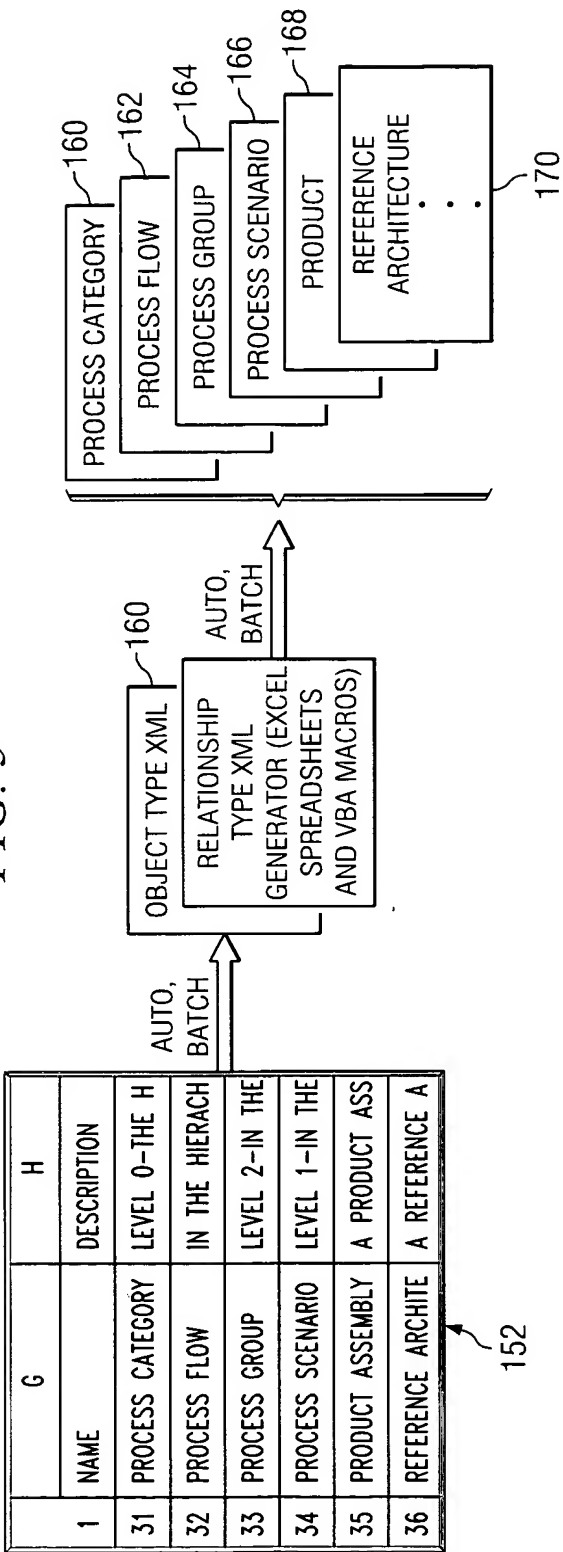 FIG. 9
G H
1 NAME DESCRIPTION
31 PROCESS CATEGORY LEVEL 0-THE H
32 PROCESS FLOW IN THE HIERACH
33 PROCESS GROUP LEVEL 2-IN THE
34 PROCESS SCENARIO LEVEL 1-IN THE
35 PRODUCT ASSEMBLY A PRODUCT ASS
36 REFERENCE ARCHITE A REFERENCE A
152
AUTO,
BATCH
OBJECT TYPE XML
160
RELATIONSHIP
TYPE XML
GENERATOR (EXCEL
SPREADSHEETS
AND VBA MACROS)
AUTO,
BATCH
PROCESS CATEGORY
160
PROCESS FLOW
162
PROCESS GROUP
164
PROCESS SCENARIO
166
PRODUCT
168
REFERENCE
ARCHITECTURE
170